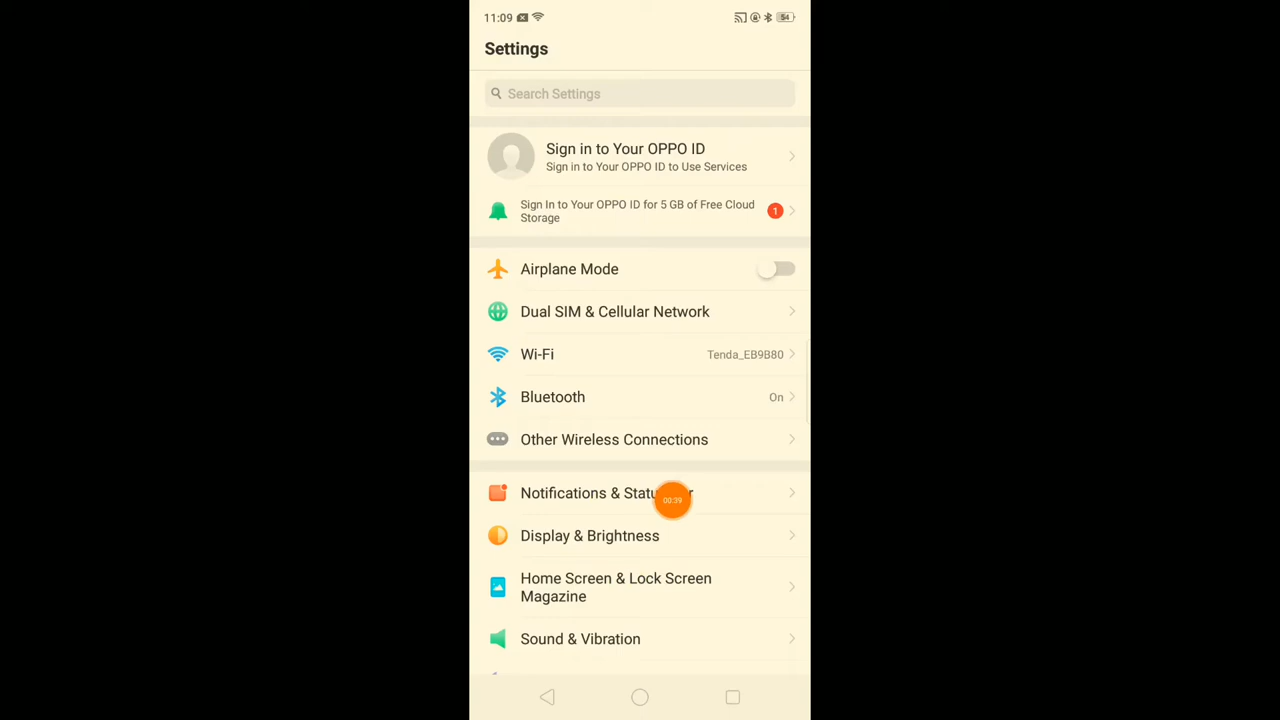 11:09
54
Settings
Search Settings
Sign in to Your OPPO ID
Sign in to Your OPPO ID to Use Services
Sign In to Your OPPO ID for 5 GB of Free Cloud
Storage
1
Airplane Mode
Dual SIM & Cellular Network
Wi-Fi
Tenda_EB9B80
Bluetooth
On
Other Wireless Connections
Notifications &
00:39
Display & Brightness
Home Screen & Lock Screen
Magazine
Sound & Vibration